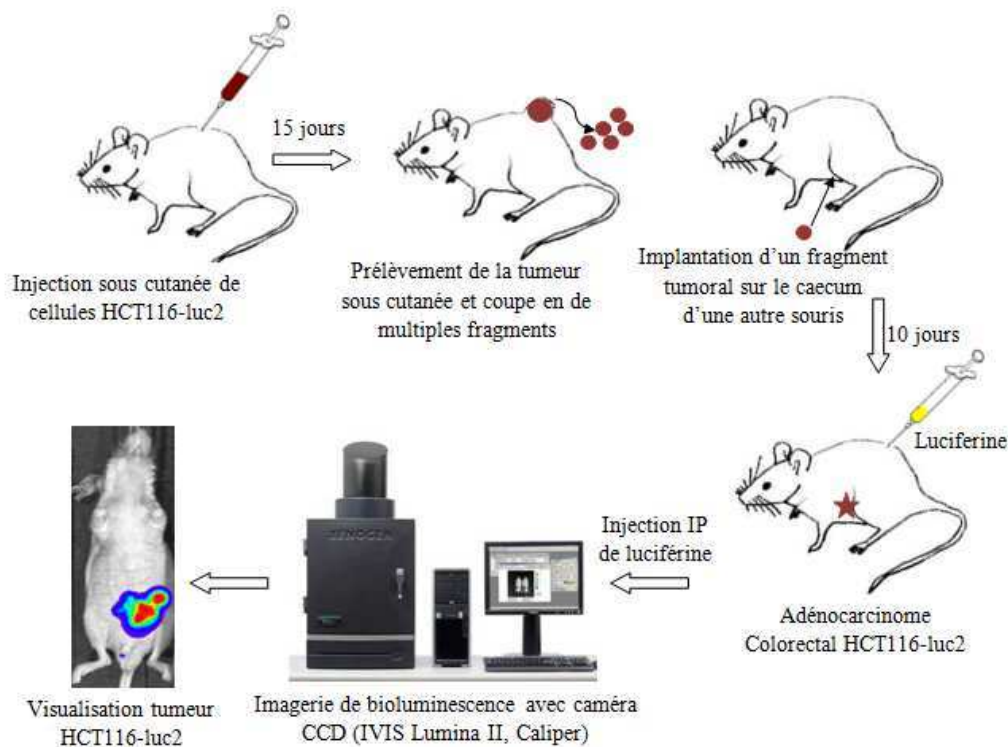 15 jours
Injection sous cutanée de
cellules HCT116-luc2
Prélèvement de la tumeur
sous cutanée et coupe en de
multiples fragments
Implantation d'un fragment
tumoral sur le caecum
d'une autre souris
10 jours
Luciferine
Adénocarcinome
Colorectal HCT116-luc2
Injection IP
de luciférine
XENOGEN
Imagerie de bioluminescence avec caméra
CCD (IVIS Lumina II, Caliper)
Visualisation tumeur
HCT116-luc2